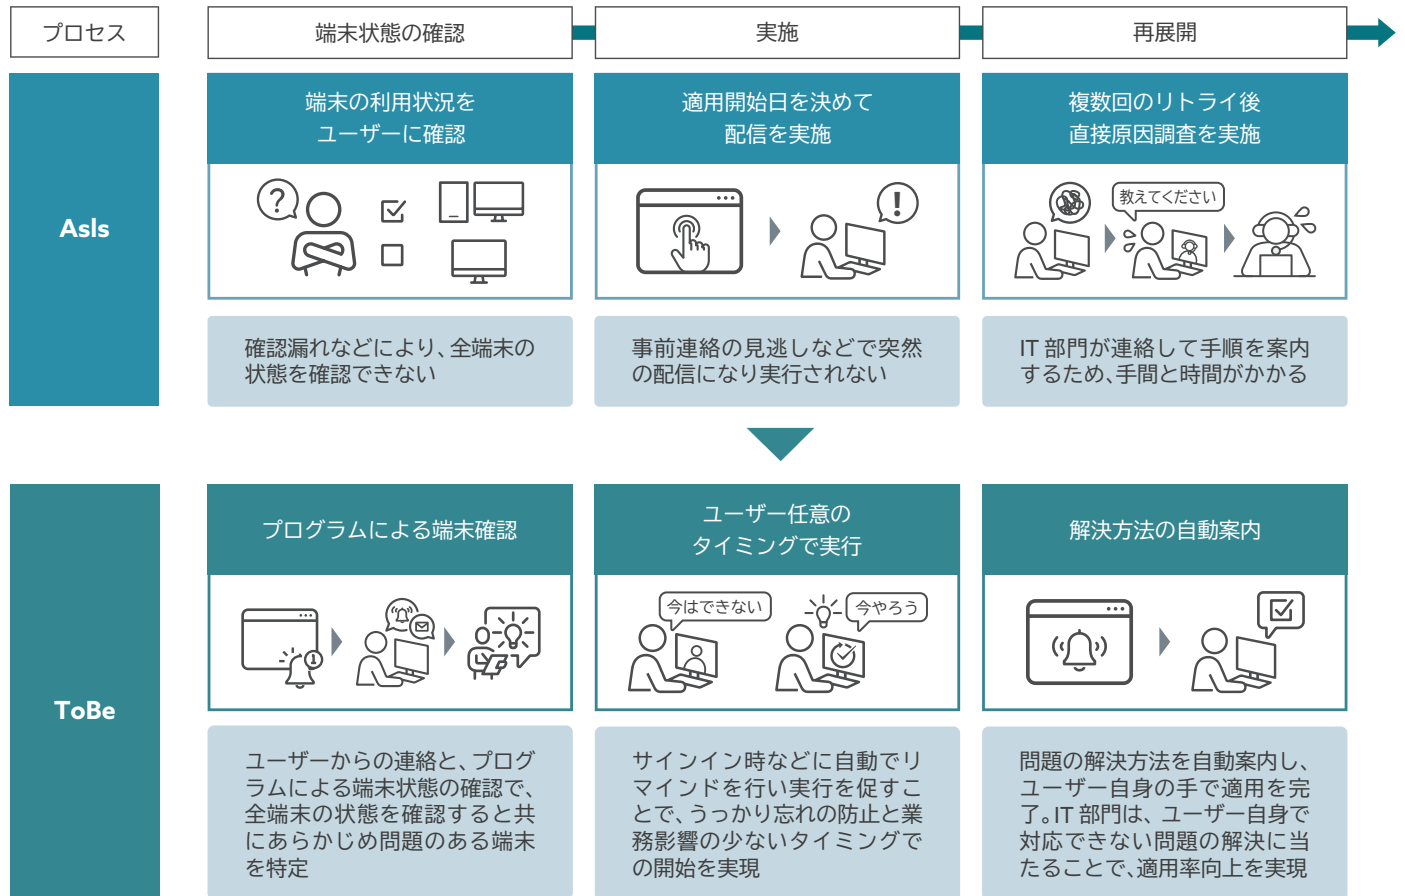 プロセス
端末状態の確認
実施
再展開
AsIs
端末の利用状況を
ユーザーに確認
適用開始日を決めて
配信を実施
複数回のリトライ後
直接原因調査を実施
?
!
教えてください
確認漏れなどにより、全端末の
状態を確認できない
事前連絡の見逃しなどで突然
の配信になり実行されない
IT 部門が連絡して手順を案内
するため、手間と時間がかかる
ToBe
プログラムによる端末確認
ユーザー任意の
タイミングで実行
解決方法の自動案内
1
今はできない
今やろう
ユーザーからの連絡と、プログ
ラムによる端末状態の確認で、
全端末の状態を確認すると共
にあらかじめ問題のある端末
を特定
サインイン時などに自動でリ
マインドを行い実行を促すこ
とで、うっかり忘れの防止と業
務影響の少ないタイミングで
の開始を実現
問題の解決方法を自動案内し、
ユーザー自身の手で適用を完
了。IT 部門は、ユーザー自身で
対応できない問題の解決に当
たることで、適用率向上を実現